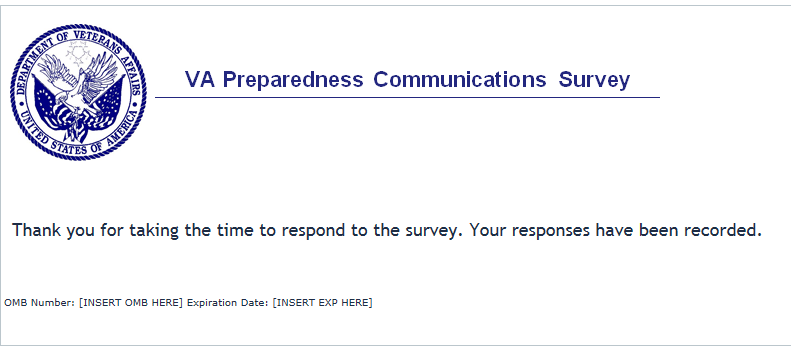 DEPARTMENT OF VETERANS AFFAIRS
UNITED STATES OF AMERICA
VA Preparedness Communications Survey
Thank you for taking the time to respond to the survey. Your responses have been recorded.
OMB Number: [INSERT OMB HERE] Expiration Date: [INSERT EXP HERE]